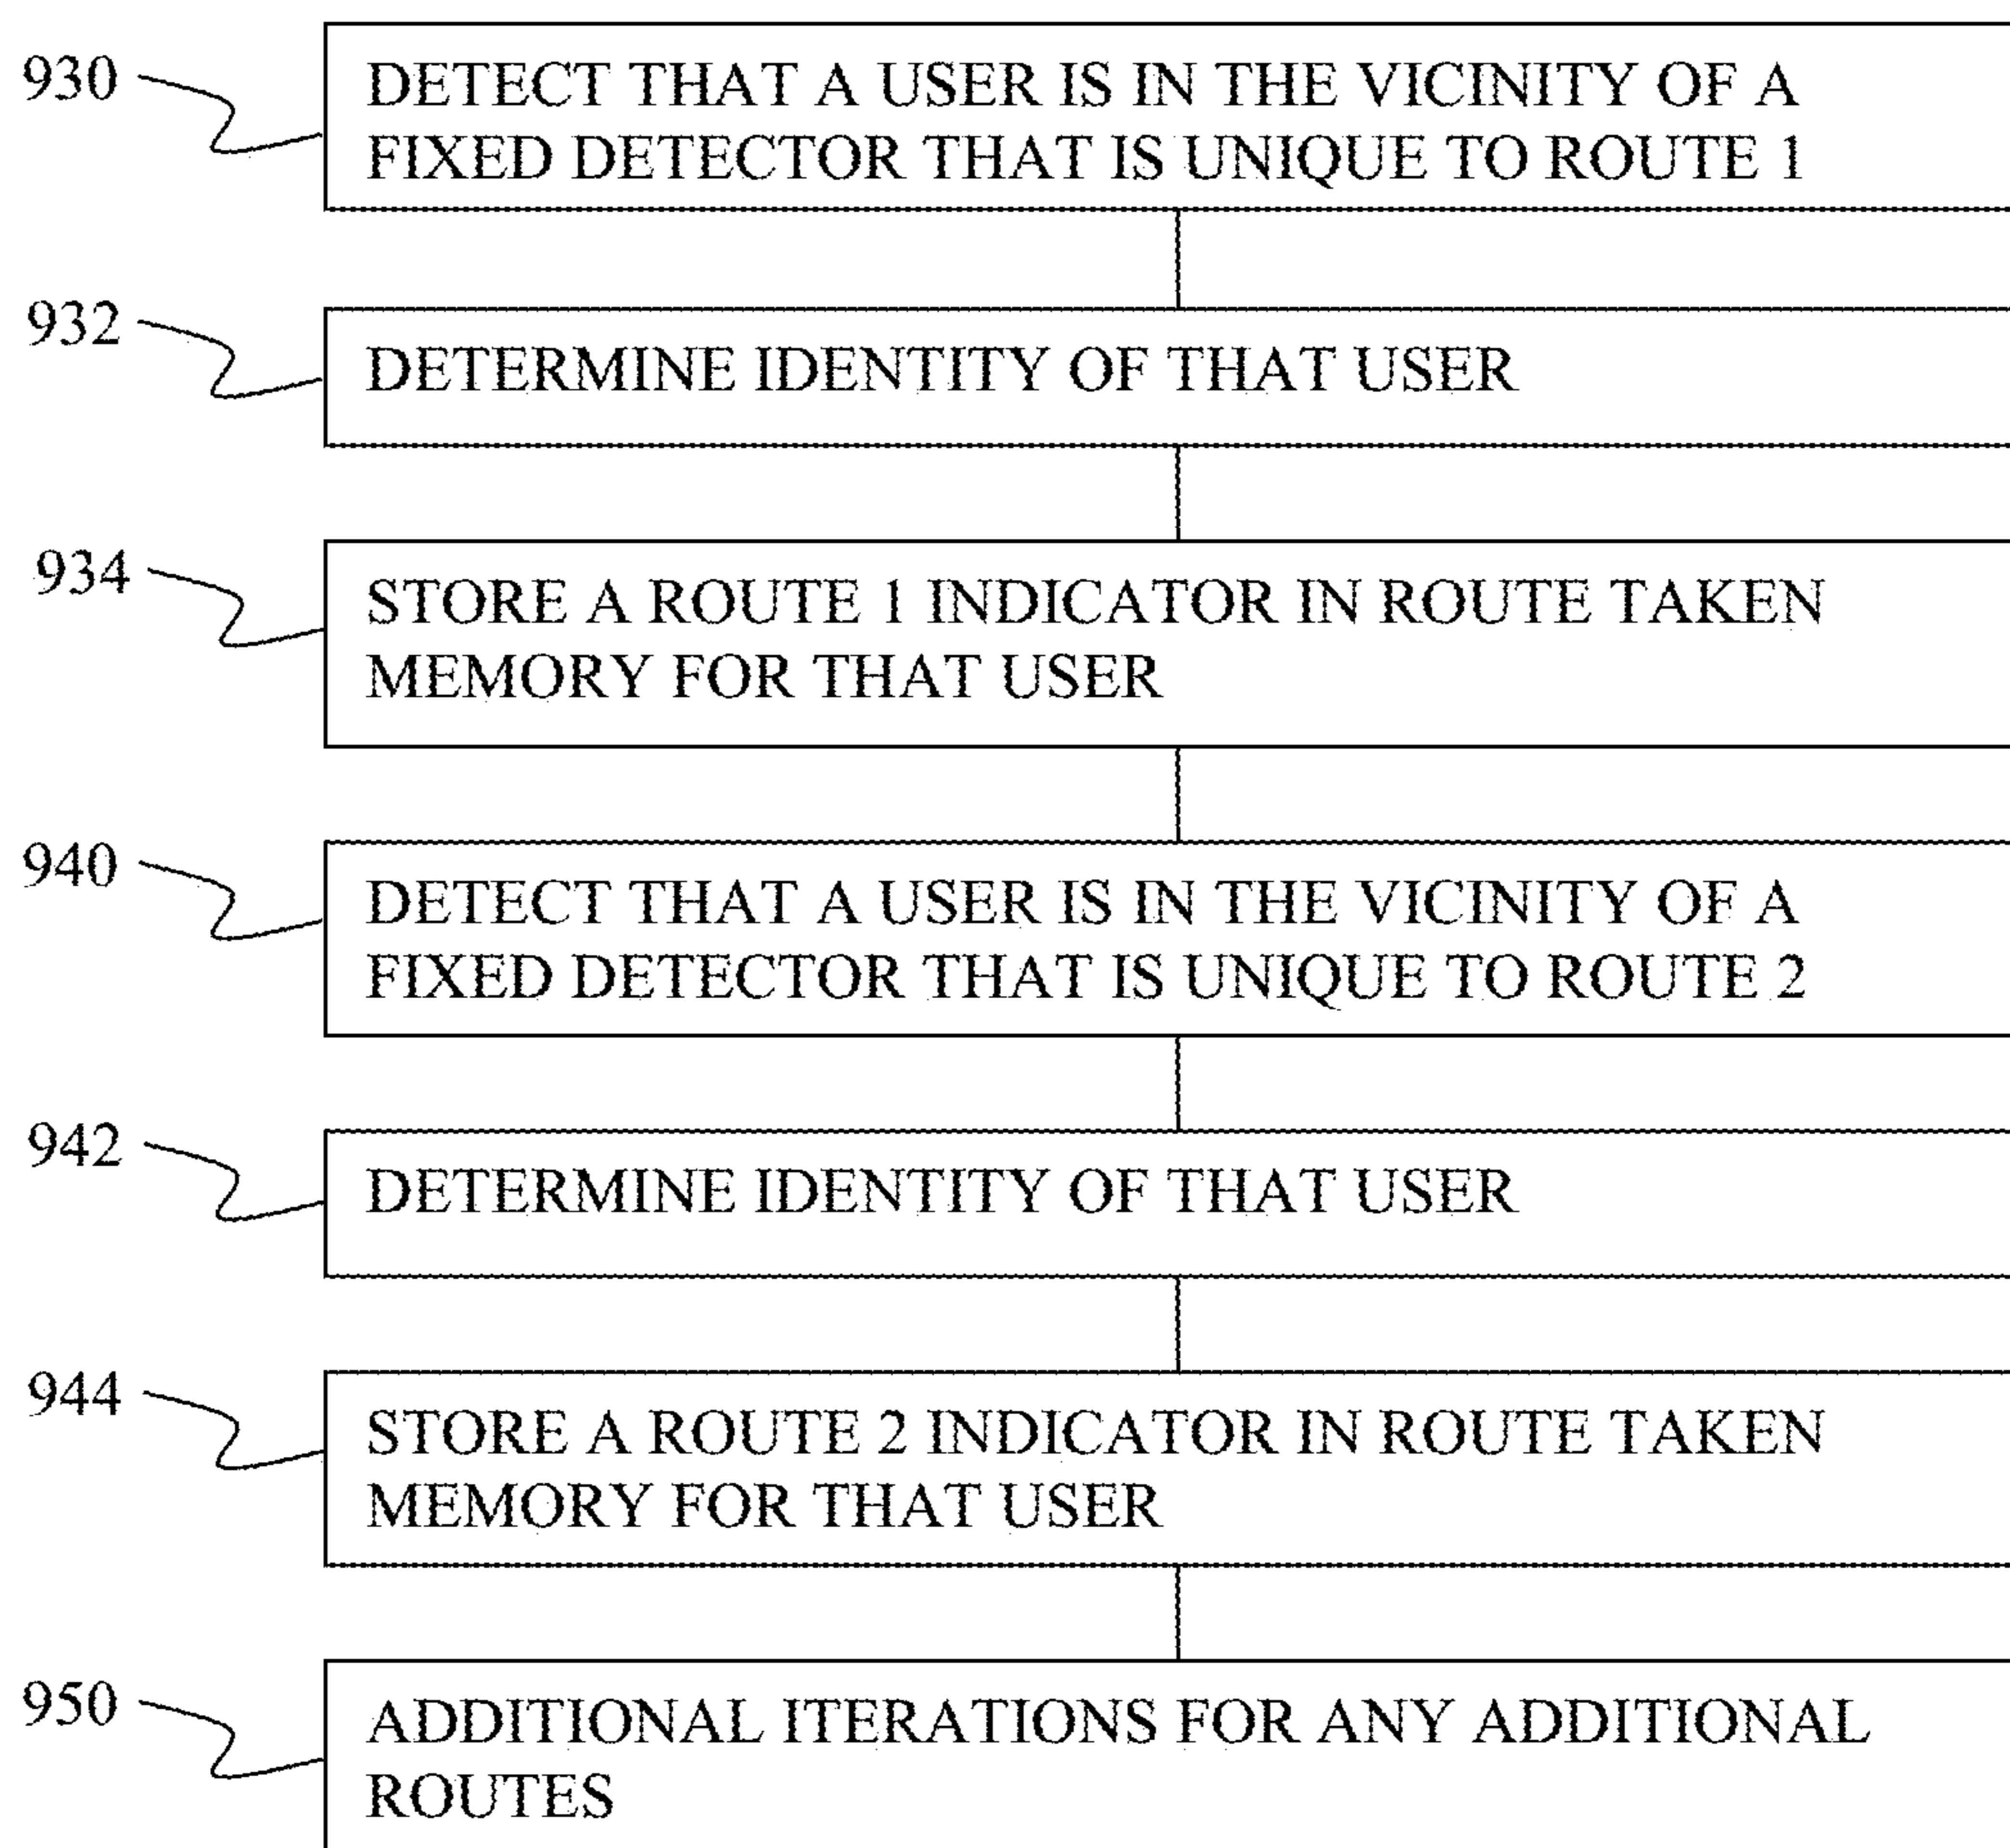 930
DETECT THAT A USER IS IN THE VICINITY OF A
FIXED DETECTOR THAT IS UNIQUE TO ROUTE 1
932
DETERMINE IDENTITY OF THAT USER
934
STORE A ROUTE 1 INDICATOR IN ROUTE TAKEN
MEMORY FOR THAT USER
940
DETECT THAT A USER IS IN THE VICINITY OF A
FIXED DETECTOR THAT IS UNIQUE TO ROUTE 2
942
DETERMINE IDENTITY OF THAT USER
944
STORE A ROUTE 2 INDICATOR IN ROUTE TAKEN
MEMORY FOR THAT USER
950
ADDITIONAL ITERATIONS FOR ANY ADDITIONAL
ROUTES